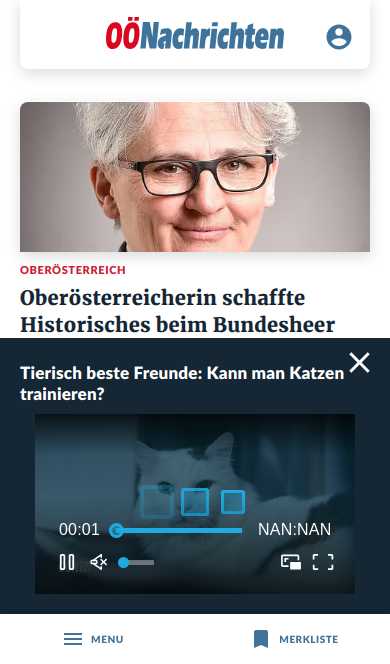 OÖNachrichten
OBERÖSTERREICH
Oberösterreicherin schaffte
Historisches beim Bundesheer
Tierisch beste Freunde: Kann man Katzen
trainieren?
00:01 NAN:NAN
MENU MERKLISTE